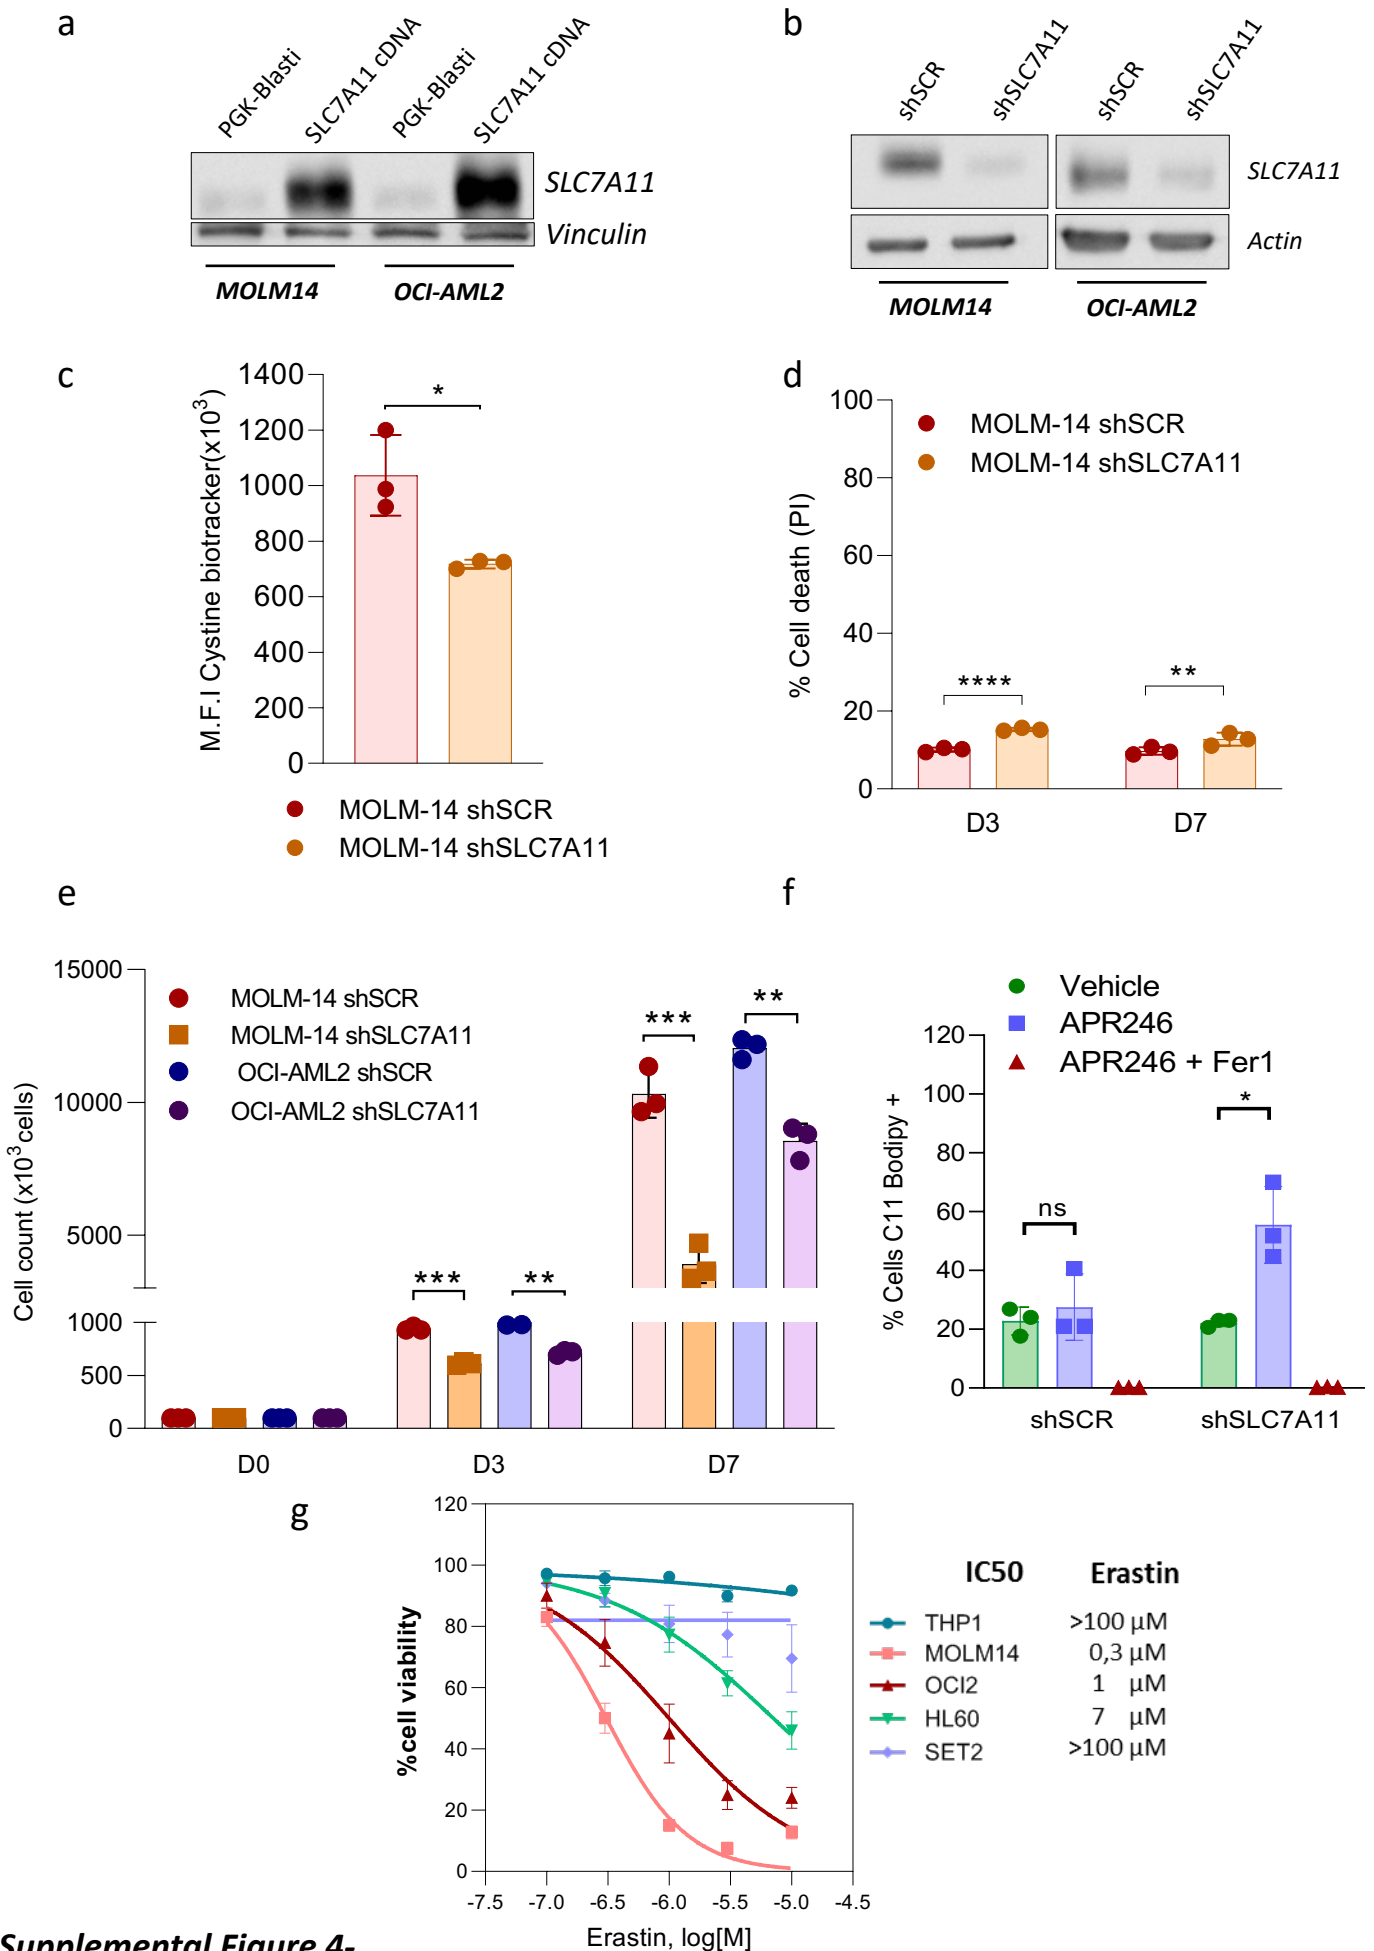 a
PGK-Blasti
SLC7A11 cDNA
PGK-Blasti
SLC7A11 cDNA
SLC7A11
Vinculin
MOLM14
OCI-AML2
b
shSCR
shSLC7A11
shSCR
shSLC7A11
SLC7A11
Actin
MOLM14
OCI-AML2
c
M.F.I Cystine biotracker(x10³)
1400
1200
1000
800
600
400
200
0
*
MOLM-14 shSCR
MOLM-14 shSLC7A11
d
% Cell death (PI)
100
80
60
40
20
0
MOLM-14 shSCR
MOLM-14 shSLC7A11
****
**
D3
D7
e
Cell count (x10³cells)
15000
10000
5000
1000
500
0
MOLM-14 shSCR
MOLM-14 shSLC7A11
OCI-AML2 shSCR
OCI-AML2 shSLC7A11
***
**
***
**
D0
D3
D7
f
Vehicle
APR246
APR246 + Fer1
% Cells C11 Bodipy +
120
100
80
60
40
20
0
ns
*
shSCR
shSLC7A11
g
%cell viability
120
100
80
60
40
20
0
-7.5 -7.0 -6.5 -6.0 -5.5 -5.0 -4.5
Erastin, log[M]
IC50 Erastin
THP1 >100 µM
MOLM14 0,3 µM
OCI2 1 µM
HL60 7 µM
SET2 >100 µM
Supplemental Figure 4-